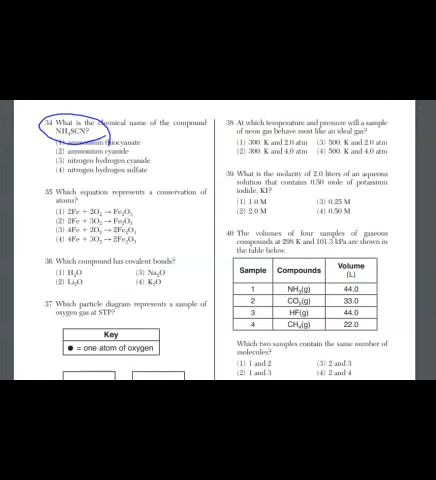 34 What is the chemical name of the compound
NH₄SCN?
(1) ammonium thiocyanate
(2) ammonium cyanide
(3) nitrogen hydrogen cyanide
(4) nitrogen hydrogen sulfate
35 Which equation represents a conservation of
atoms?
(1) 2Fe + 2O₂ → Fe₂O₃
(2) 2Fe + 3O₂ → Fe₂O₃
(3) 4Fe + 2O₂ → 2Fe₂O₃
(4) 4Fe + 3O₂ → 2Fe₂O₃
36 Which compound has covalent bonds?
(1) H₂O (3) Na₂O
(2) Li₂O (4) K₂O
37 Which particle diagram represents a sample of
oxygen gas at STP?
Key
● = one atom of oxygen
38 At which temperature and pressure will a sample
of neon gas behave most like an ideal gas?
(1) 300. K and 2.0 atm (3) 500. K and 2.0 atm
(2) 300. K and 4.0 atm (4) 500. K and 4.0 atm
39 What is the molarity of 2.0 liters of an aqueous
solution that contains 0.50 mole of potassium
iodide, KI?
(1) 1.0 M (3) 0.25 M
(2) 2.0 M (4) 0.50 M
40 The volumes of four samples of gaseous
compounds at 298 K and 101.3 kPa are shown in
the table below.
Sample Compounds Volume (L)
1 NH₃(g) 44.0
2 CO₂(g) 33.0
3 HF(g) 44.0
4 CH₄(g) 22.0
Which two samples contain the same number of
molecules?
(1) 1 and 2 (3) 2 and 3
(2) 1 and 3 (4) 2 and 4